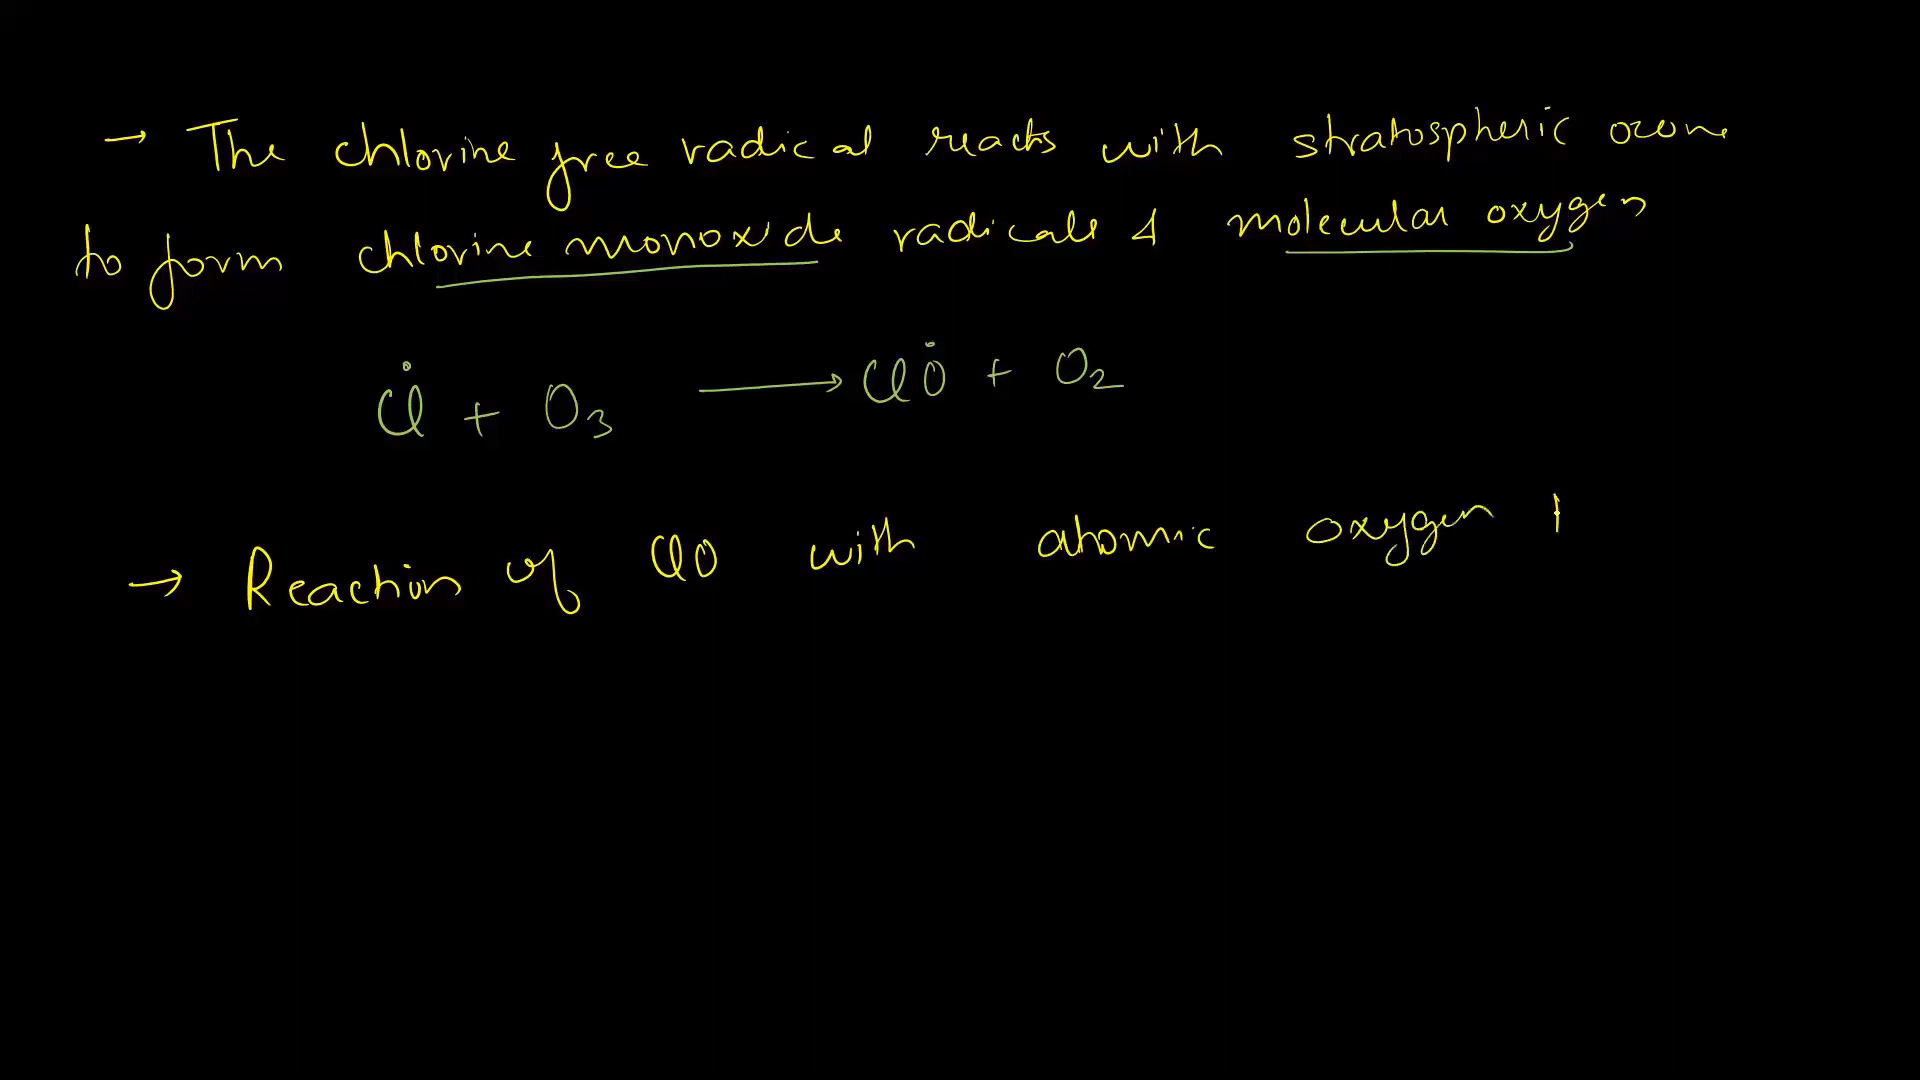 → The chlorine free radical reacts with stratospheric ozone
to form chlorine monoxide radicals & molecular oxygen
Cl̇ + O₃ ⟶ ClȮ + O₂
→ Reaction of ClO with atomic oxygen